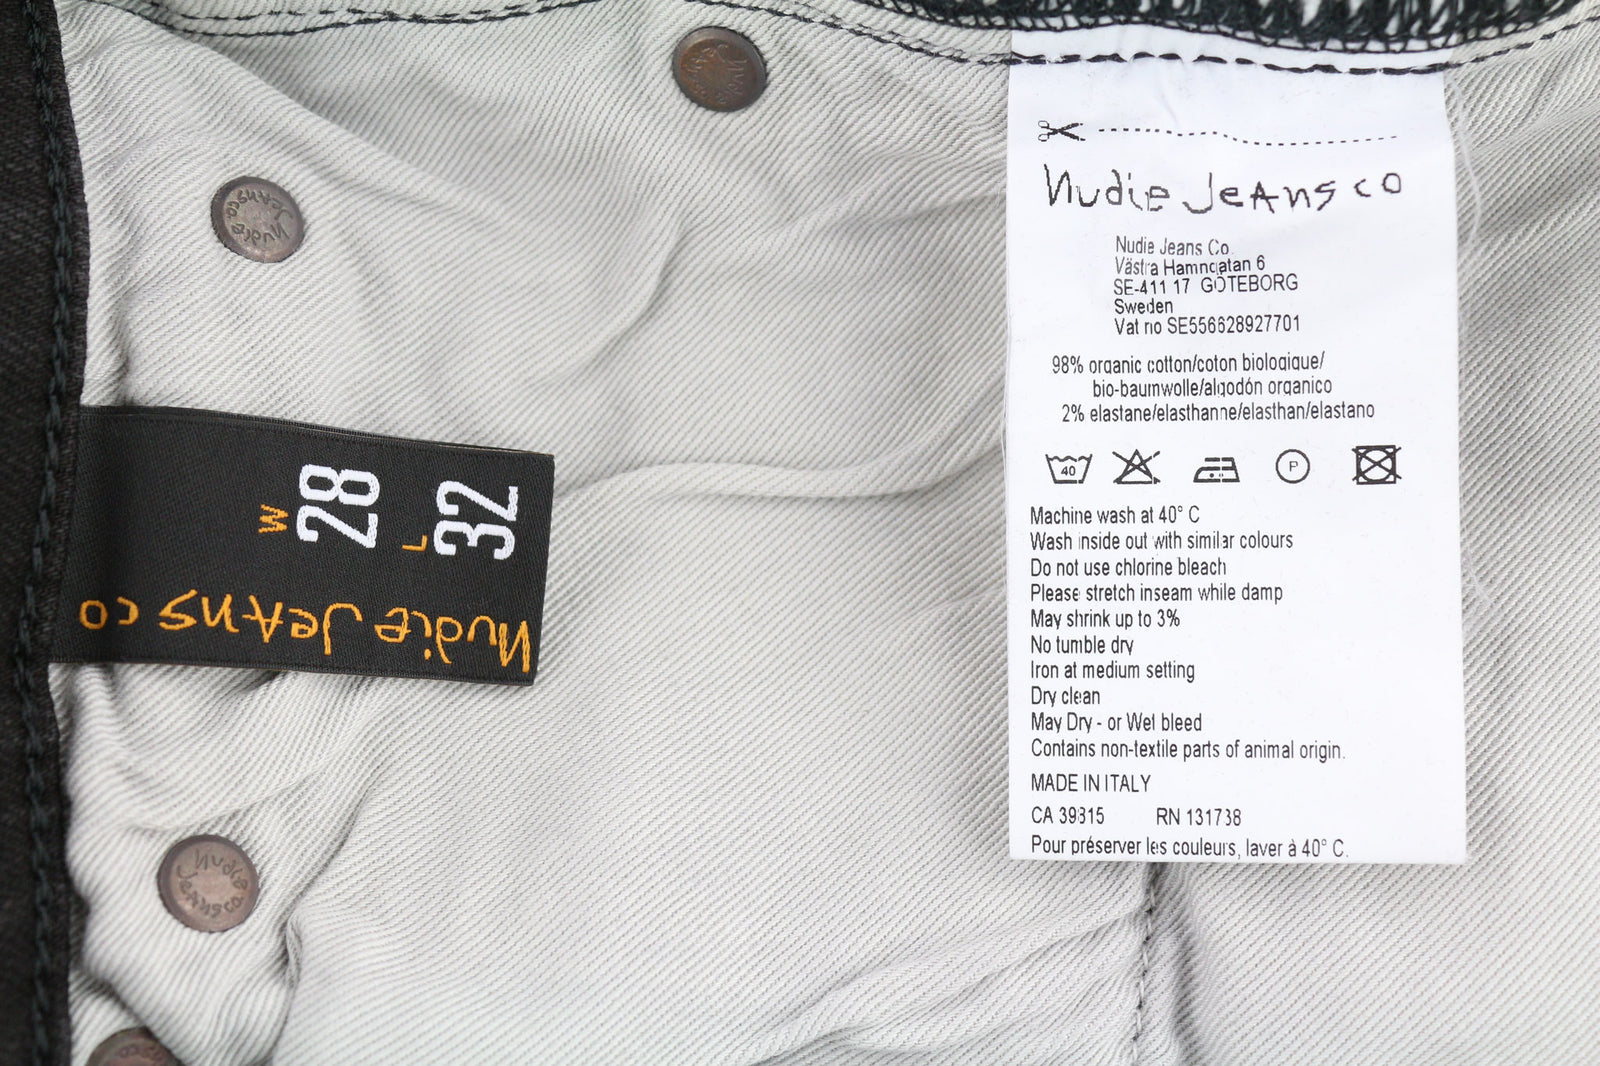 Nudie Jeans co
W
28
L
32
Nudie Jeans co
Nudie Jeans Co.
Västra Hamngatan 6
SE-411 17 GÖTEBORG
Sweden
Vat no SE556628927701
98% organic cotton/coton biologique/
bio-baumwolle/algodón organico
2% elastane/elasthanne/elasthan/elastano
40
P
Machine wash at 40° C
Wash inside out with similar colours
Do not use chlorine bleach
Please stretch inseam while damp
May shrink up to 3%
No tumble dry
Iron at medium setting
Dry clean
May Dry - or Wet bleed
Contains non-textile parts of animal origin.
MADE IN ITALY
CA 39315 RN 131738
Pour préserver les couleurs, laver à 40° C.
Nudie
Jeansco.
Nudie
Jeansco.